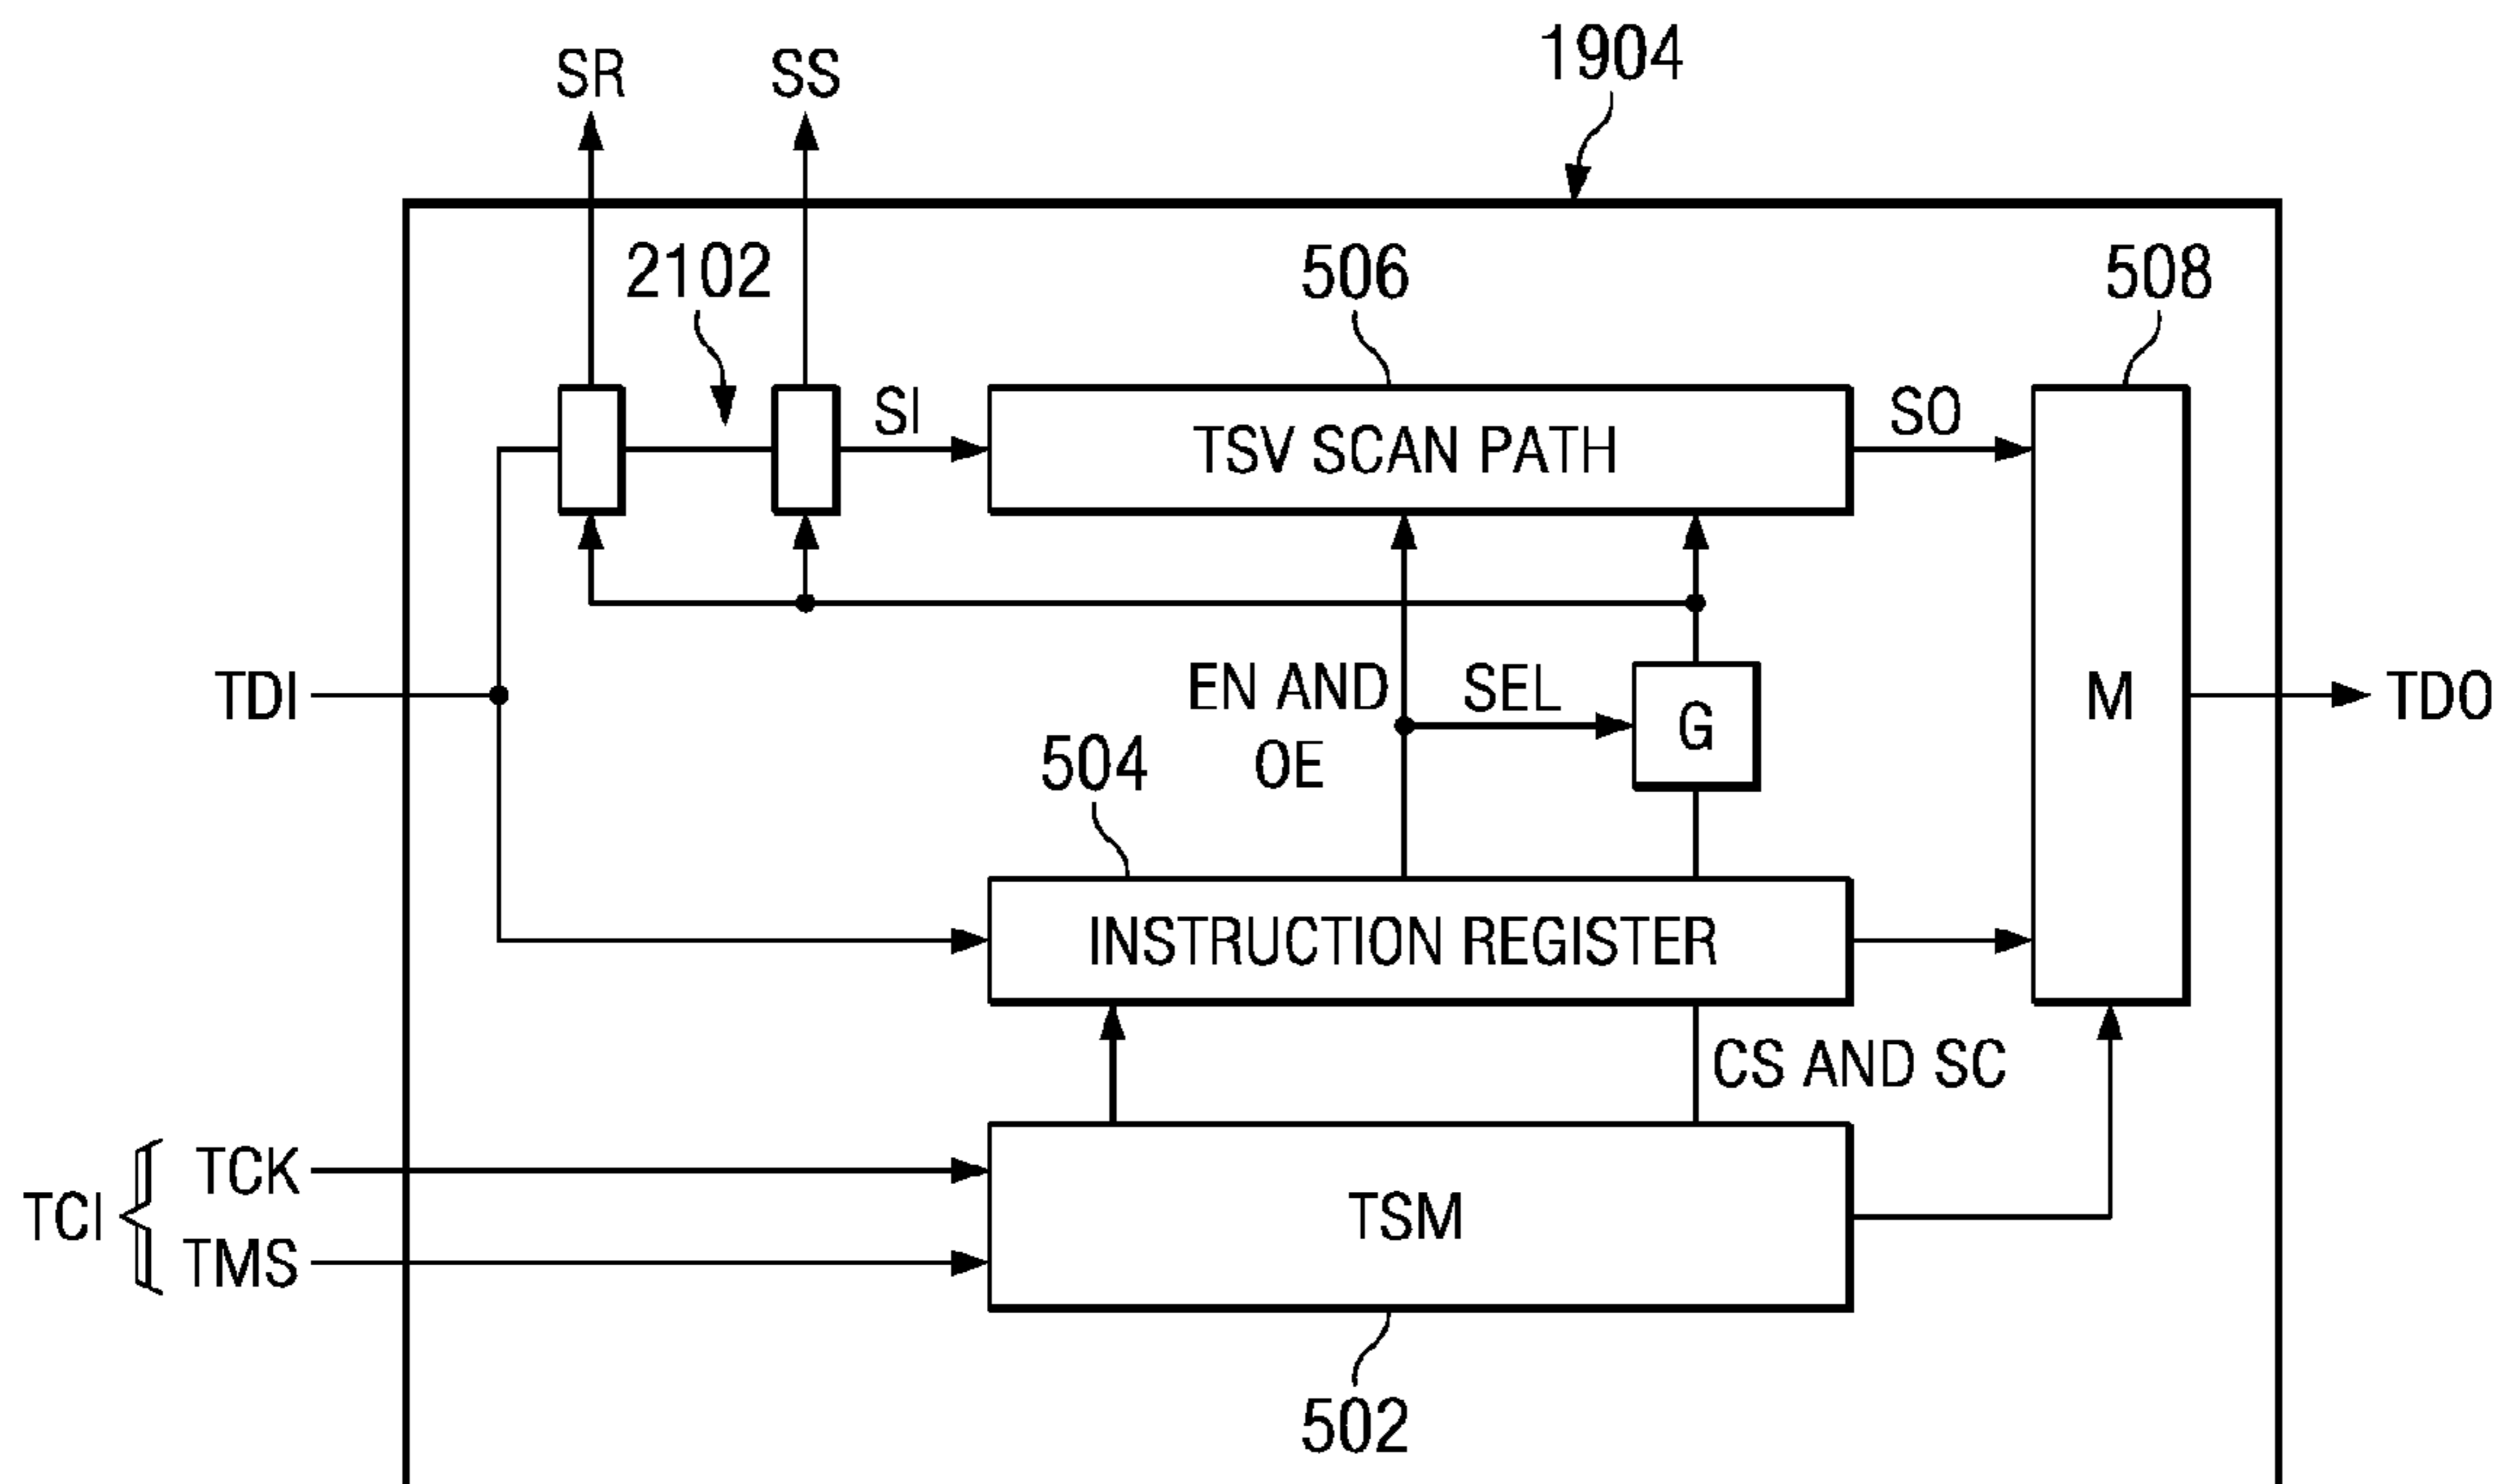 1904
SR
SS
2102
506
508
SI
TSV SCAN PATH
SO
TDI
EN AND
OE
SEL
G
M
TDO
504
INSTRUCTION REGISTER
CS AND SC
TCI
TCK
TMS
TSM
502